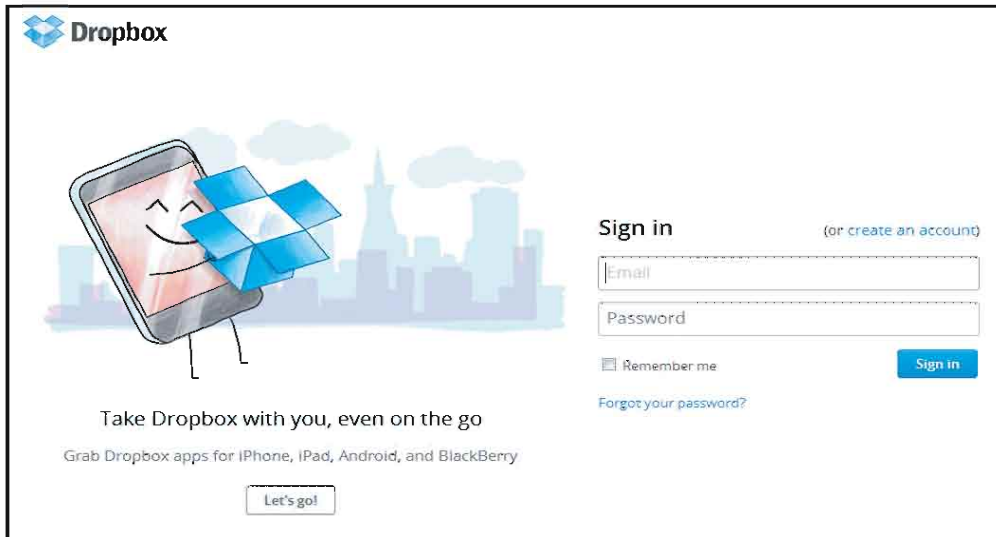 Dropbox
Take Dropbox with you, even on the go
Grab Dropbox apps for iPhone, iPad, Android, and BlackBerry
Let's go!
Sign in (or create an account)
Email
Password
Remember me Sign in
Forgot your password?